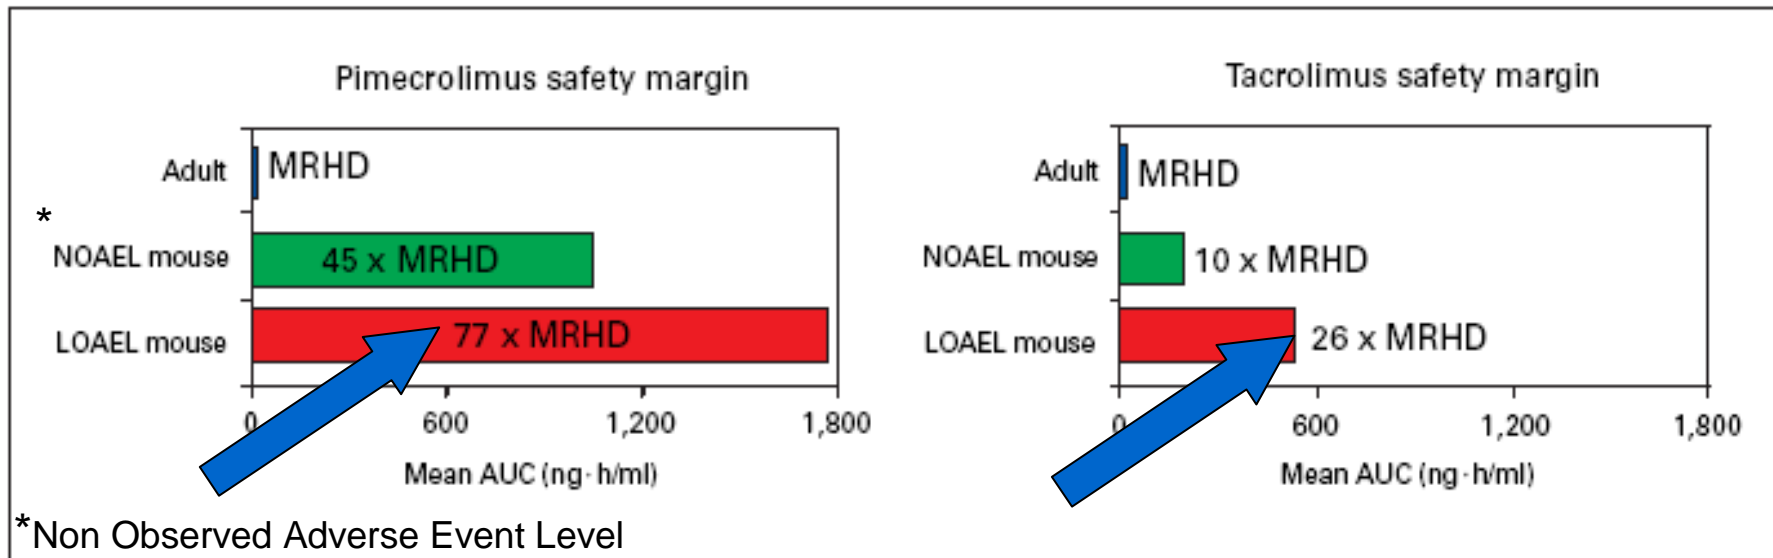 Pimecrolimus safety margin
Adult
MRHD
*
NOAEL mouse
45 x MRHD
LOAEL mouse
77 x MRHD
0 600 1,200 1,800
Mean AUC (ng·h/ml)
Tacrolimus safety margin
Adult
MRHD
NOAEL mouse
10 x MRHD
LOAEL mouse
26 x MRHD
0 600 1,200 1,800
Mean AUC (ng·h/ml)
*Non Observed Adverse Event Level